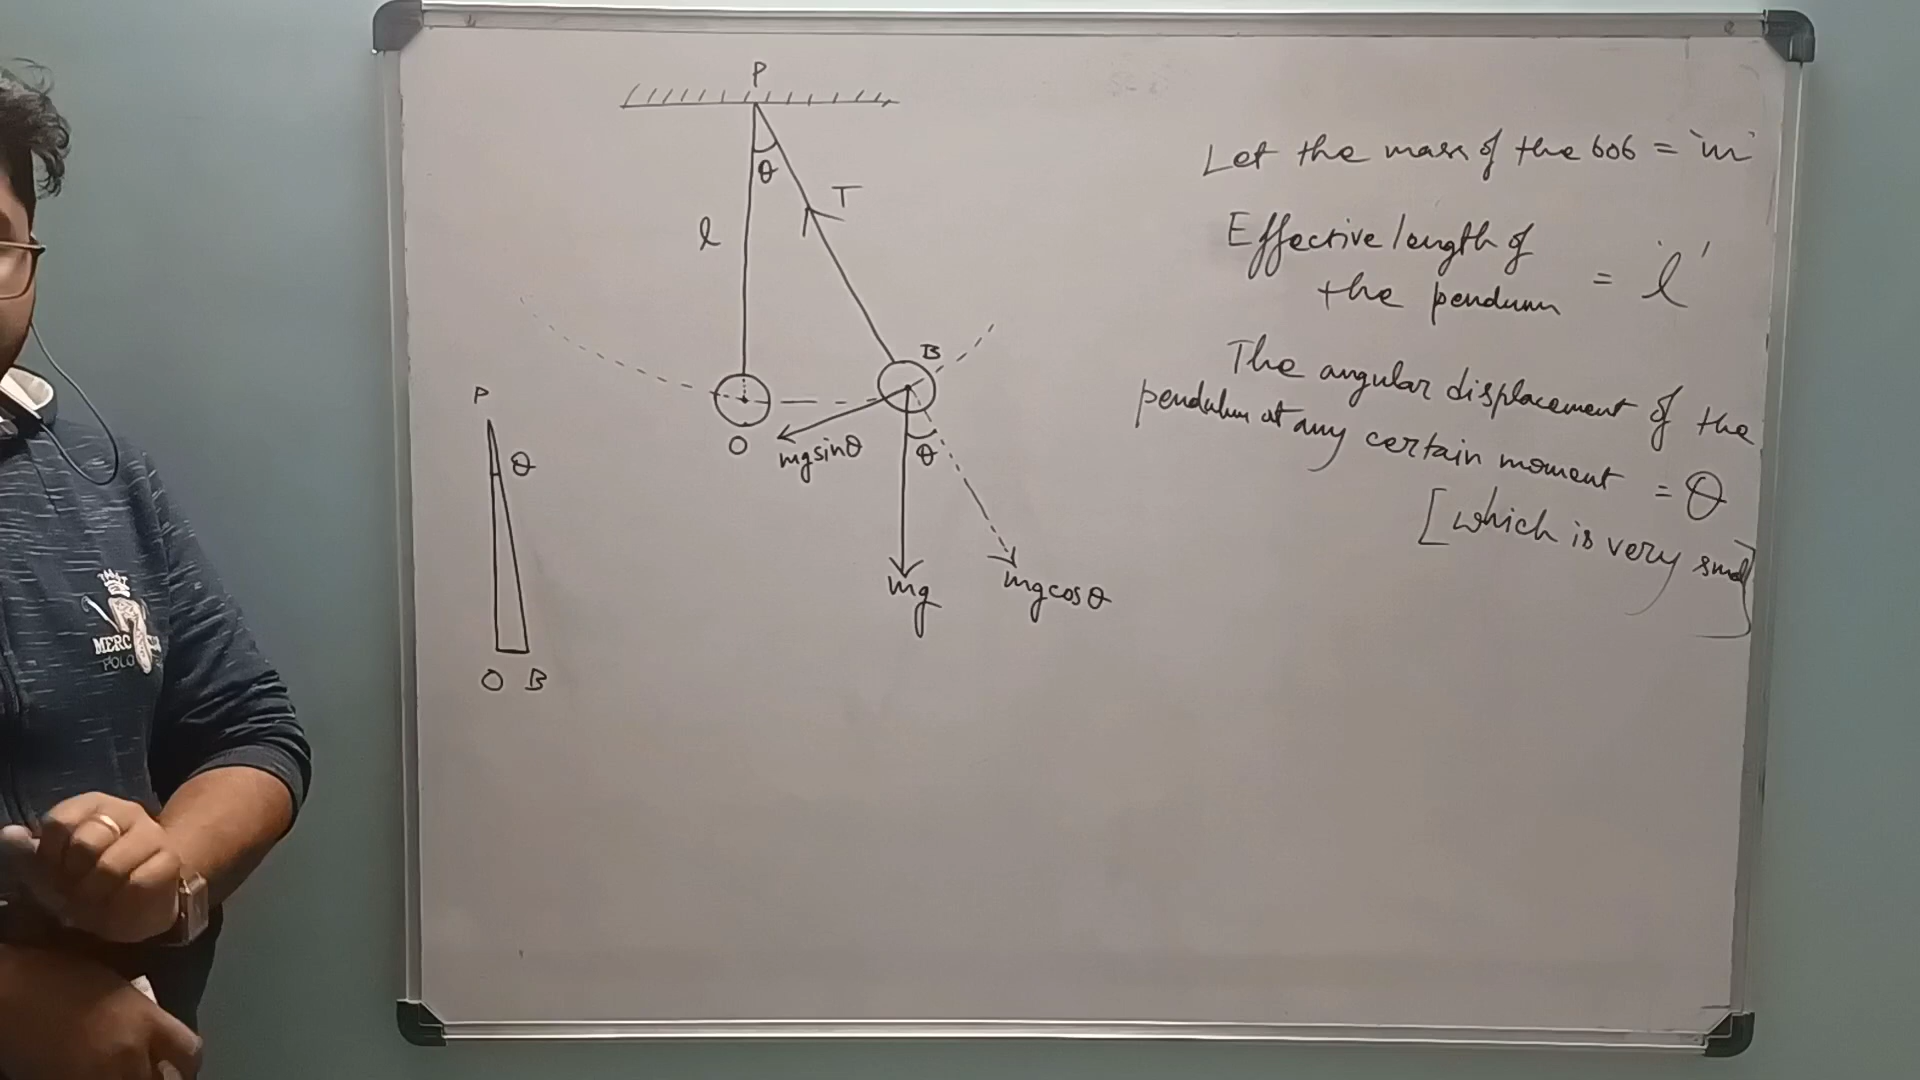 P
θ
T
l
B
O
mgsinθ
θ
mg
mgcosθ
P
θ
O B
Let the mass of the bob = 'm'
Effective length of
the pendum = 'l'
The angular displacement of the
pendulum at any certain moment = θ
[which is very small]
MERC
POLO